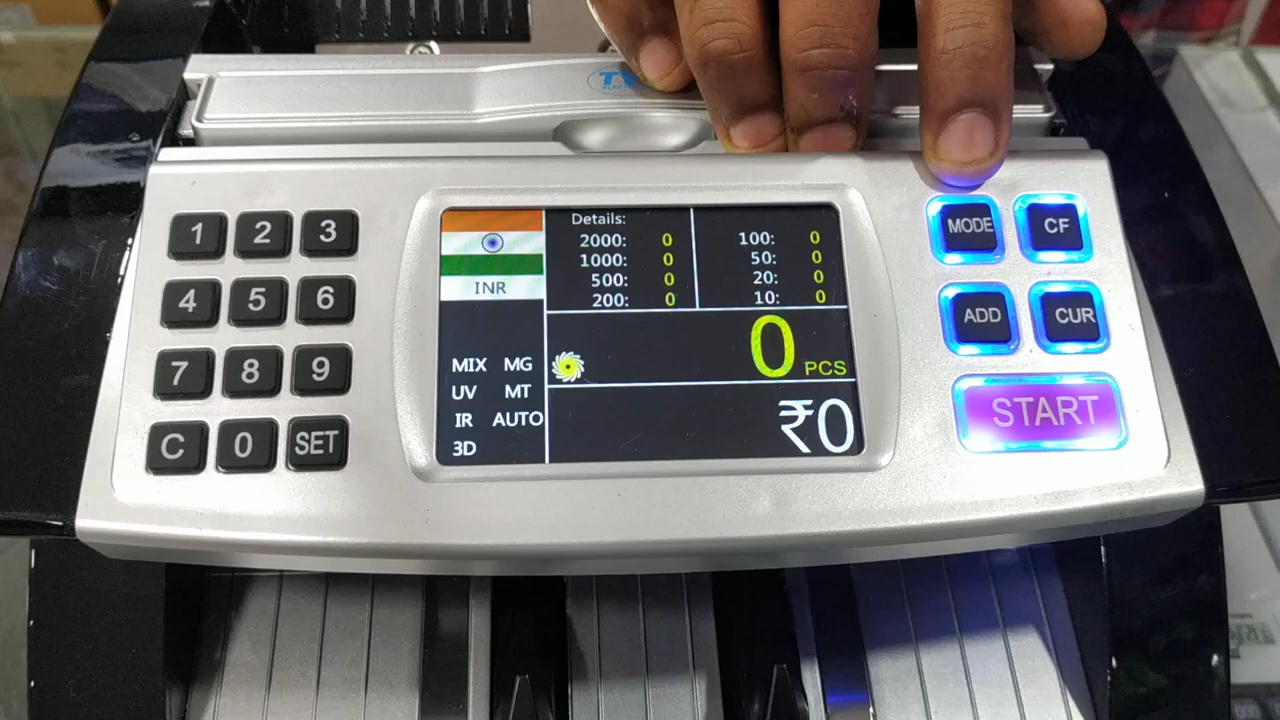 1 2 3
4 5 6
7 8 9
C 0 SET
INR
MIX MG
UV MT
IR AUTO
3D
Details:
2000: 0
1000: 0
500: 0
200: 0
100: 0
50: 0
20: 0
10: 0
0 PCS
₹0
MODE CF
ADD CUR
START